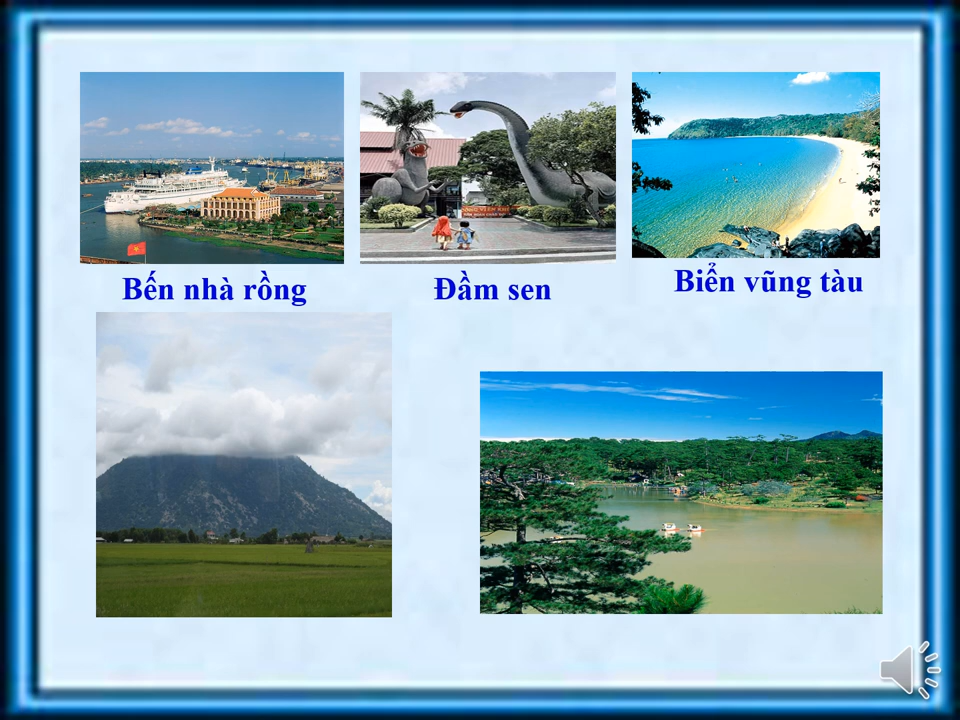 Bến nhà rồng
Đầm sen
Biển vũng tàu